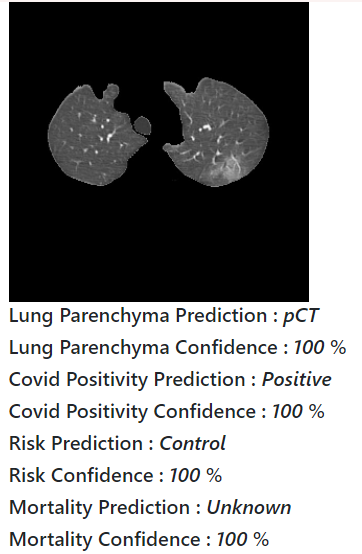 Lung Parenchyma Prediction : pCT
Lung Parenchyma Confidence : 100 %
Covid Positivity Prediction : Positive
Covid Positivity Confidence : 100 %
Risk Prediction : Control
Risk Confidence : 100 %
Mortality Prediction : Unknown
Mortality Confidence : 100 %